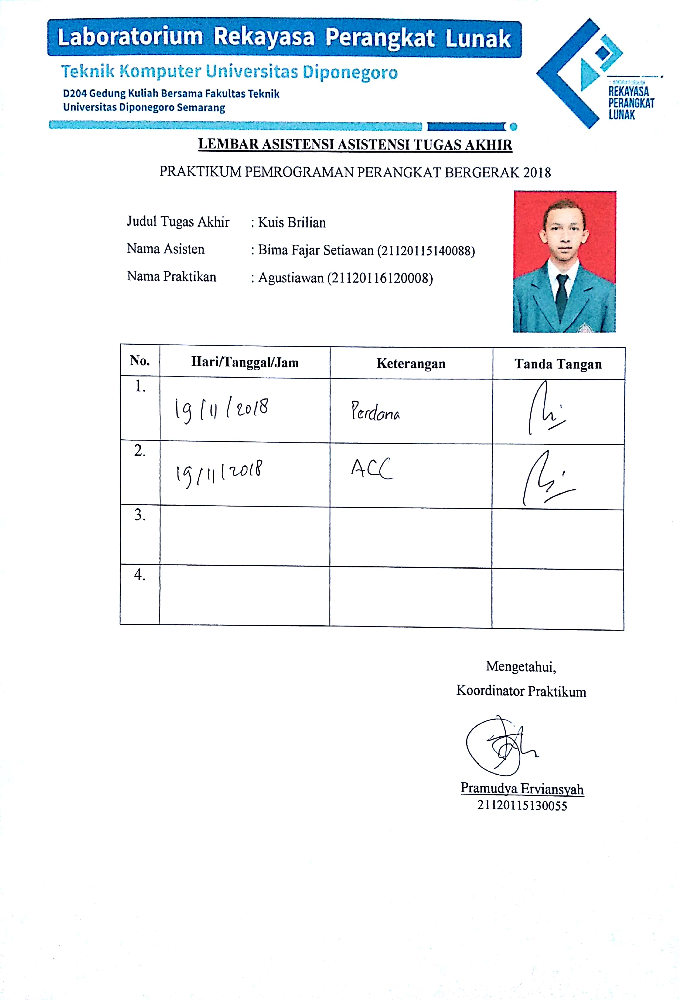 Laboratorium Rekayasa Perangkat Lunak
Teknik Komputer Universitas Diponegoro
D204 Gedung Kuliah Bersama Fakultas Teknik
Universitas Diponegoro Semarang
LABORATORIUM
REKAYASA
PERANGKAT
LUNAK
LEMBAR ASISTENSI ASISTENSI TUGAS AKHIR
PRAKTIKUM PEMROGRAMAN PERANGKAT BERGERAK 2018
Judul Tugas Akhir : Kuis Brilian
Nama Asisten : Bima Fajar Setiawan (21120115140088)
Nama Praktikan : Agustiawan (21120116120008)
No. Hari/Tanggal/Jam Keterangan Tanda Tangan
1. 19/11/2018 Perdana
2. 19/11/2018 ACC
3.
4.
Mengetahui,
Koordinator Praktikum
Pramudya Erviansyah
21120115130055